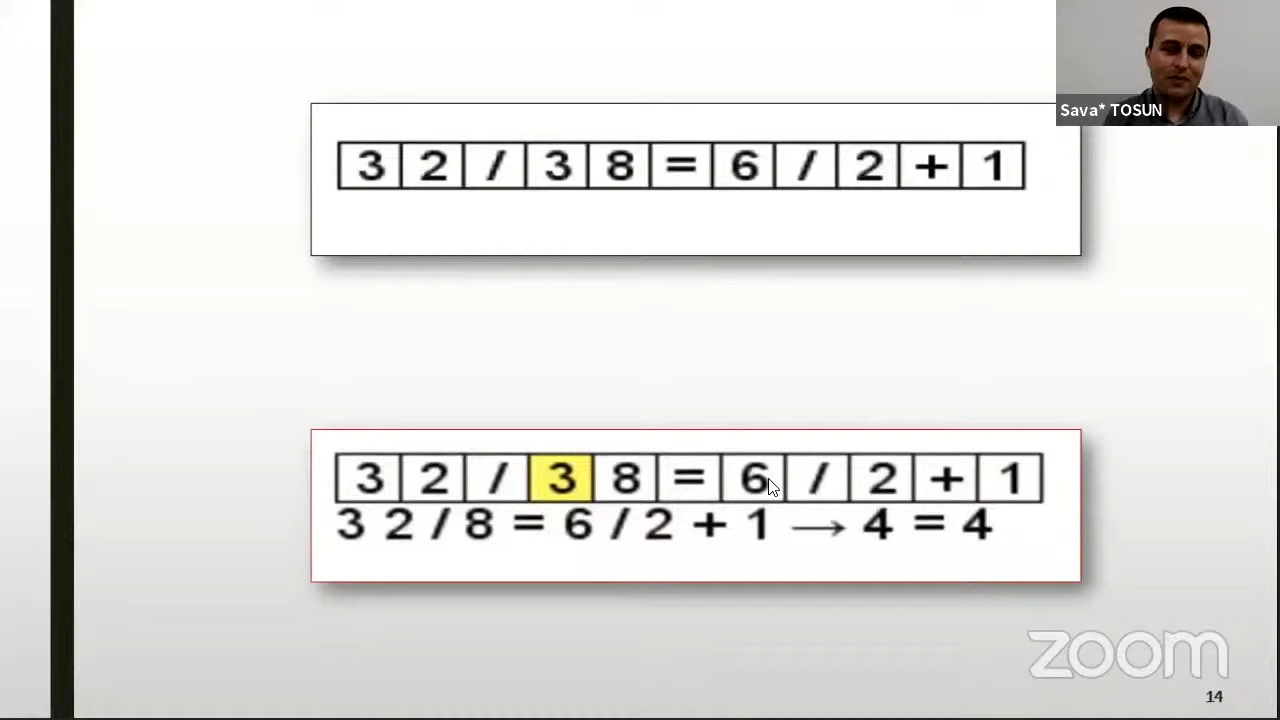 Sava* TOSUN
3 2 / 3 8 = 6 / 2 + 1
3 2 / 3 8 = 6 / 2 + 1
3 2 / 8 = 6 / 2 + 1 → 4 = 4
zoom
14